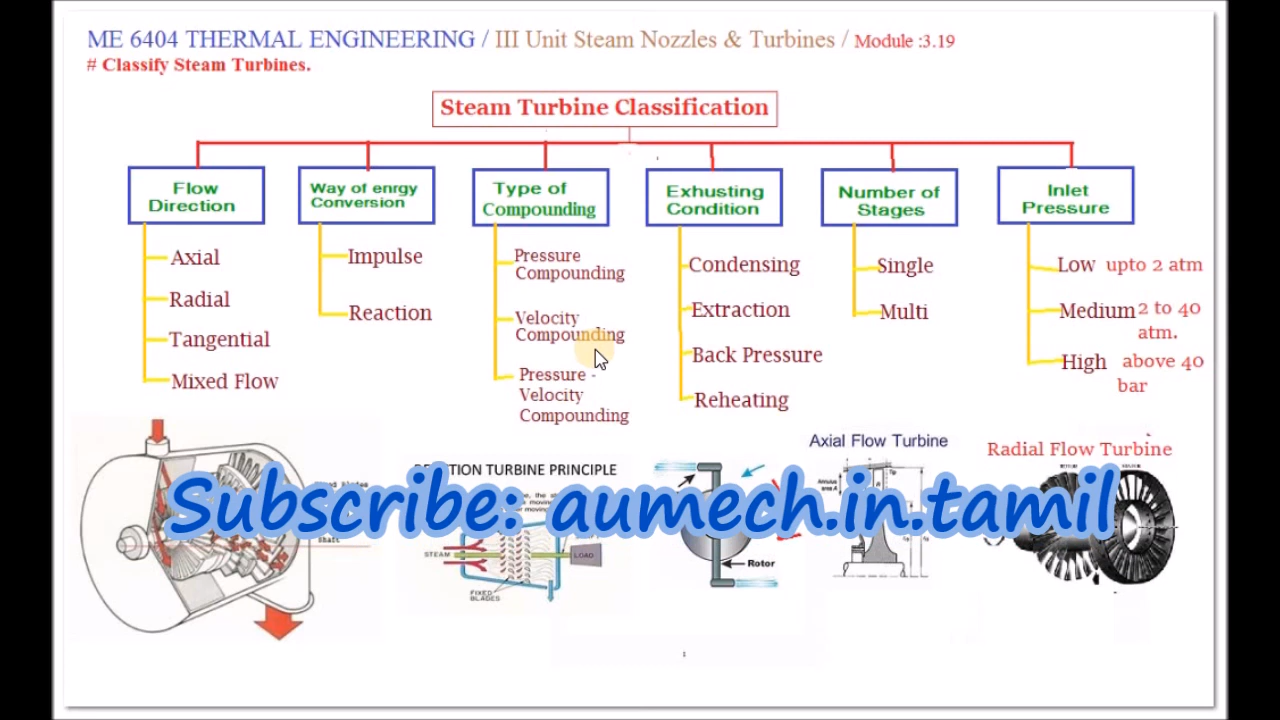 ME 6404 THERMAL ENGINEERING / III Unit Steam Nozzles & Turbines / Module :3.19
# Classify Steam Turbines.
Steam Turbine Classification
Flow
Direction
Axial
Radial
Tangential
Mixed Flow
Way of enrgy
Conversion
Impulse
Reaction
Type of
Compounding
Pressure
Compounding
Velocity
Compounding
Pressure -
Velocity
Compounding
Exhusting
Condition
Condensing
Extraction
Back Pressure
Reheating
Number of
Stages
Single
Multi
Inlet
Pressure
Low upto 2 atm
Medium 2 to 40
atm.
High above 40
bar
TURBINE PRINCIPLE
Axial Flow Turbine
Radial Flow Turbine
Subscribe: aumech.in.tamil
blades
Shaft
STEAM
LOAD
FIXED
BLADES
Rotor
Annulus
area A